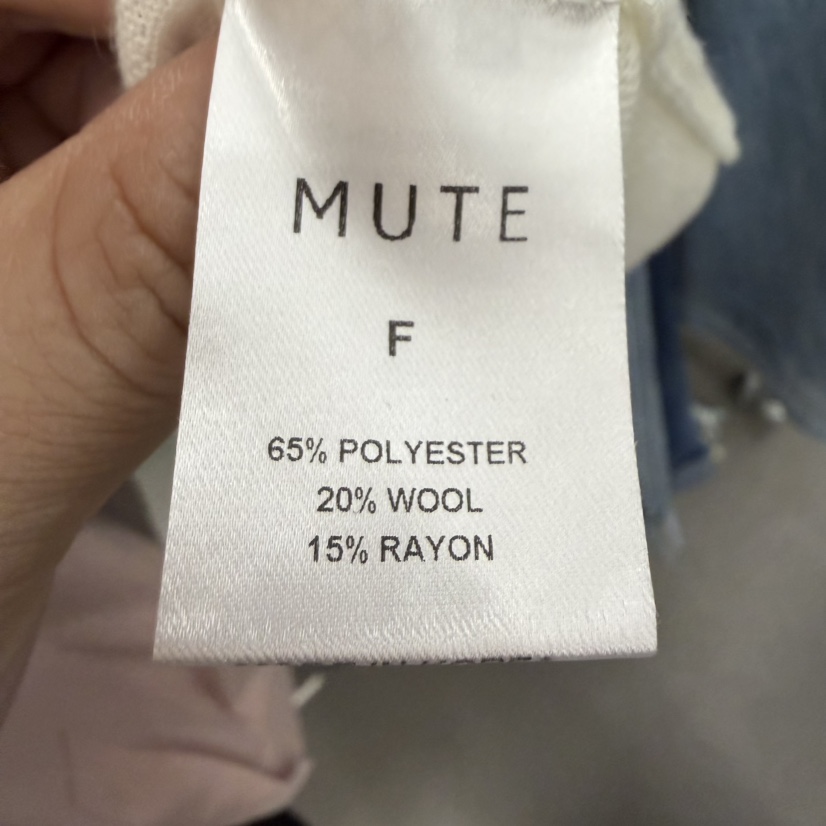 MUTE
F
65% POLYESTER
20% WOOL
15% RAYON